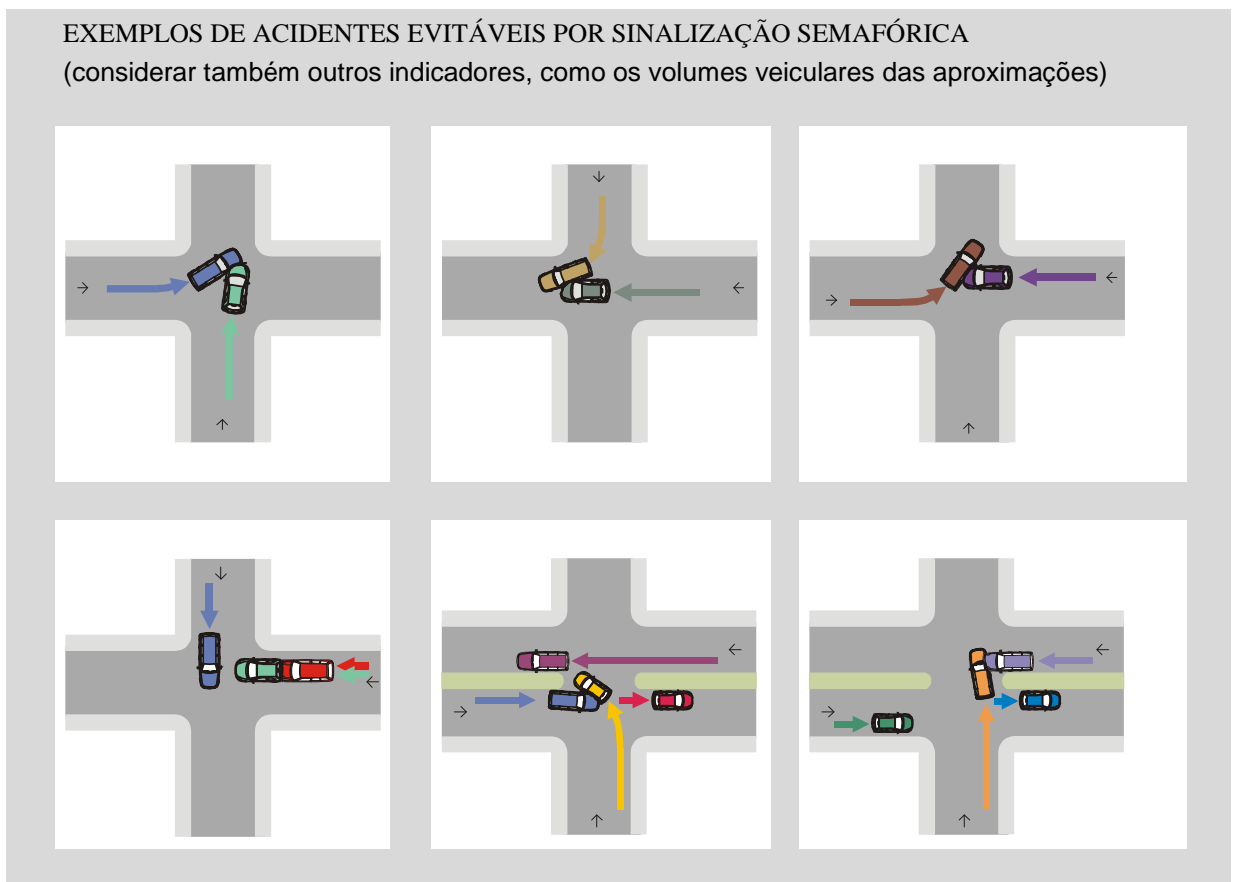 EXEMPLOS DE ACIDENTES EVITÁVEIS POR SINALIZAÇÃO SEMAFÓRICA
(considerar também outros indicadores, como os volumes veiculares das aproximações)